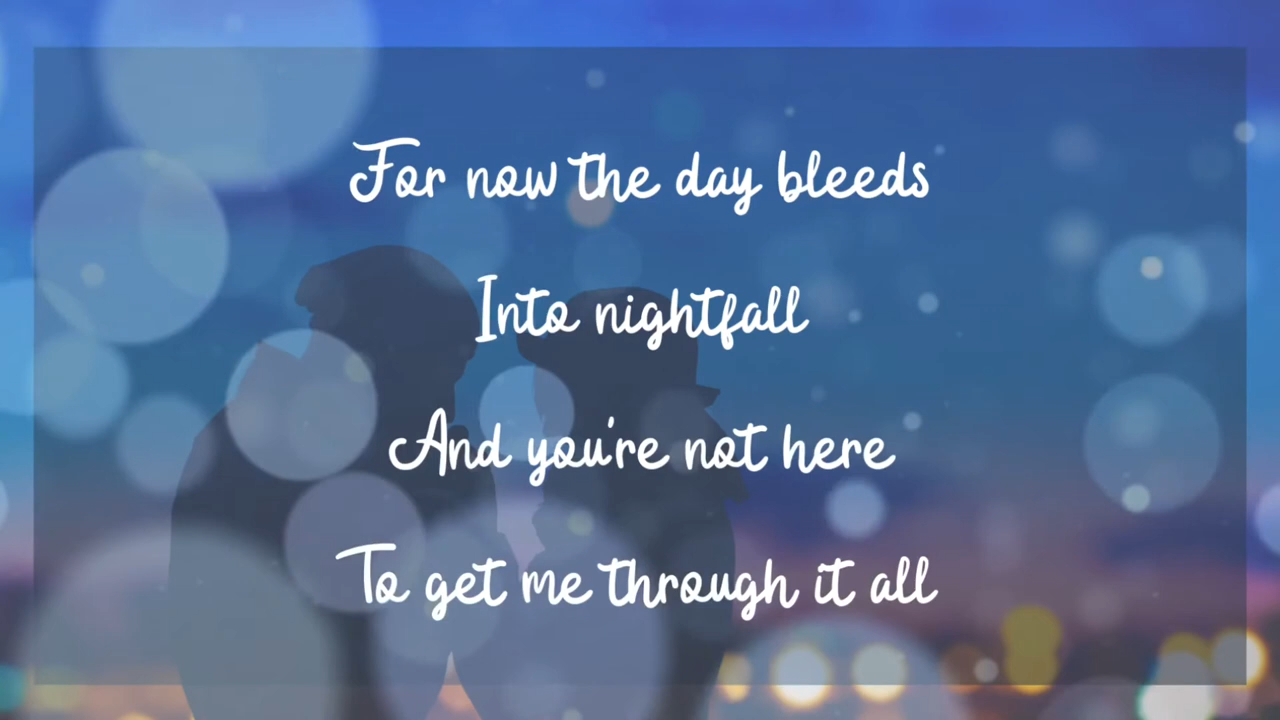 For now the day bleeds
Into nightfall
And you're not here
To get me through it all